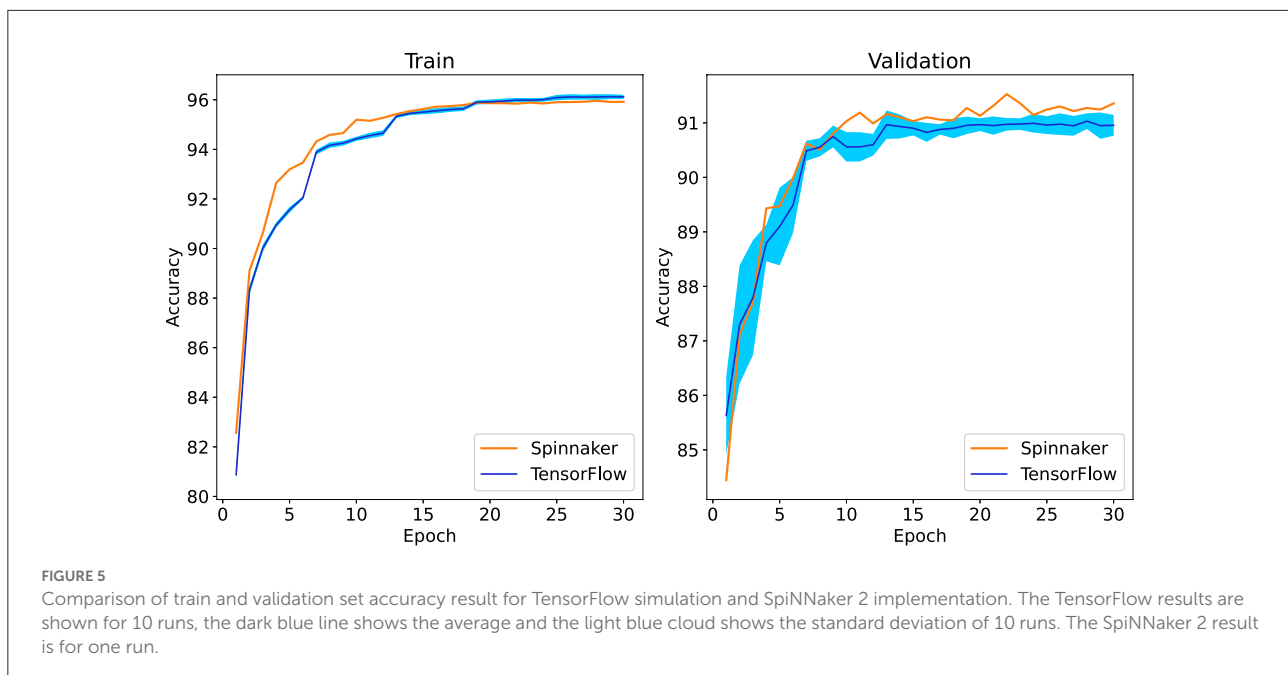 Train
Accuracy
96
94
92
90
88
86
84
82
80
0 5 10 15 20 25 30
Epoch
Spinnaker
TensorFlow
Validation
Accuracy
91
90
89
88
87
86
85
0 5 10 15 20 25 30
Epoch
Spinnaker
TensorFlow
FIGURE 5
Comparison of train and validation set accuracy result for TensorFlow simulation and SpiNNaker 2 implementation. The TensorFlow results are
shown for 10 runs, the dark blue line shows the average and the light blue cloud shows the standard deviation of 10 runs. The SpiNNaker 2 result
is for one run.